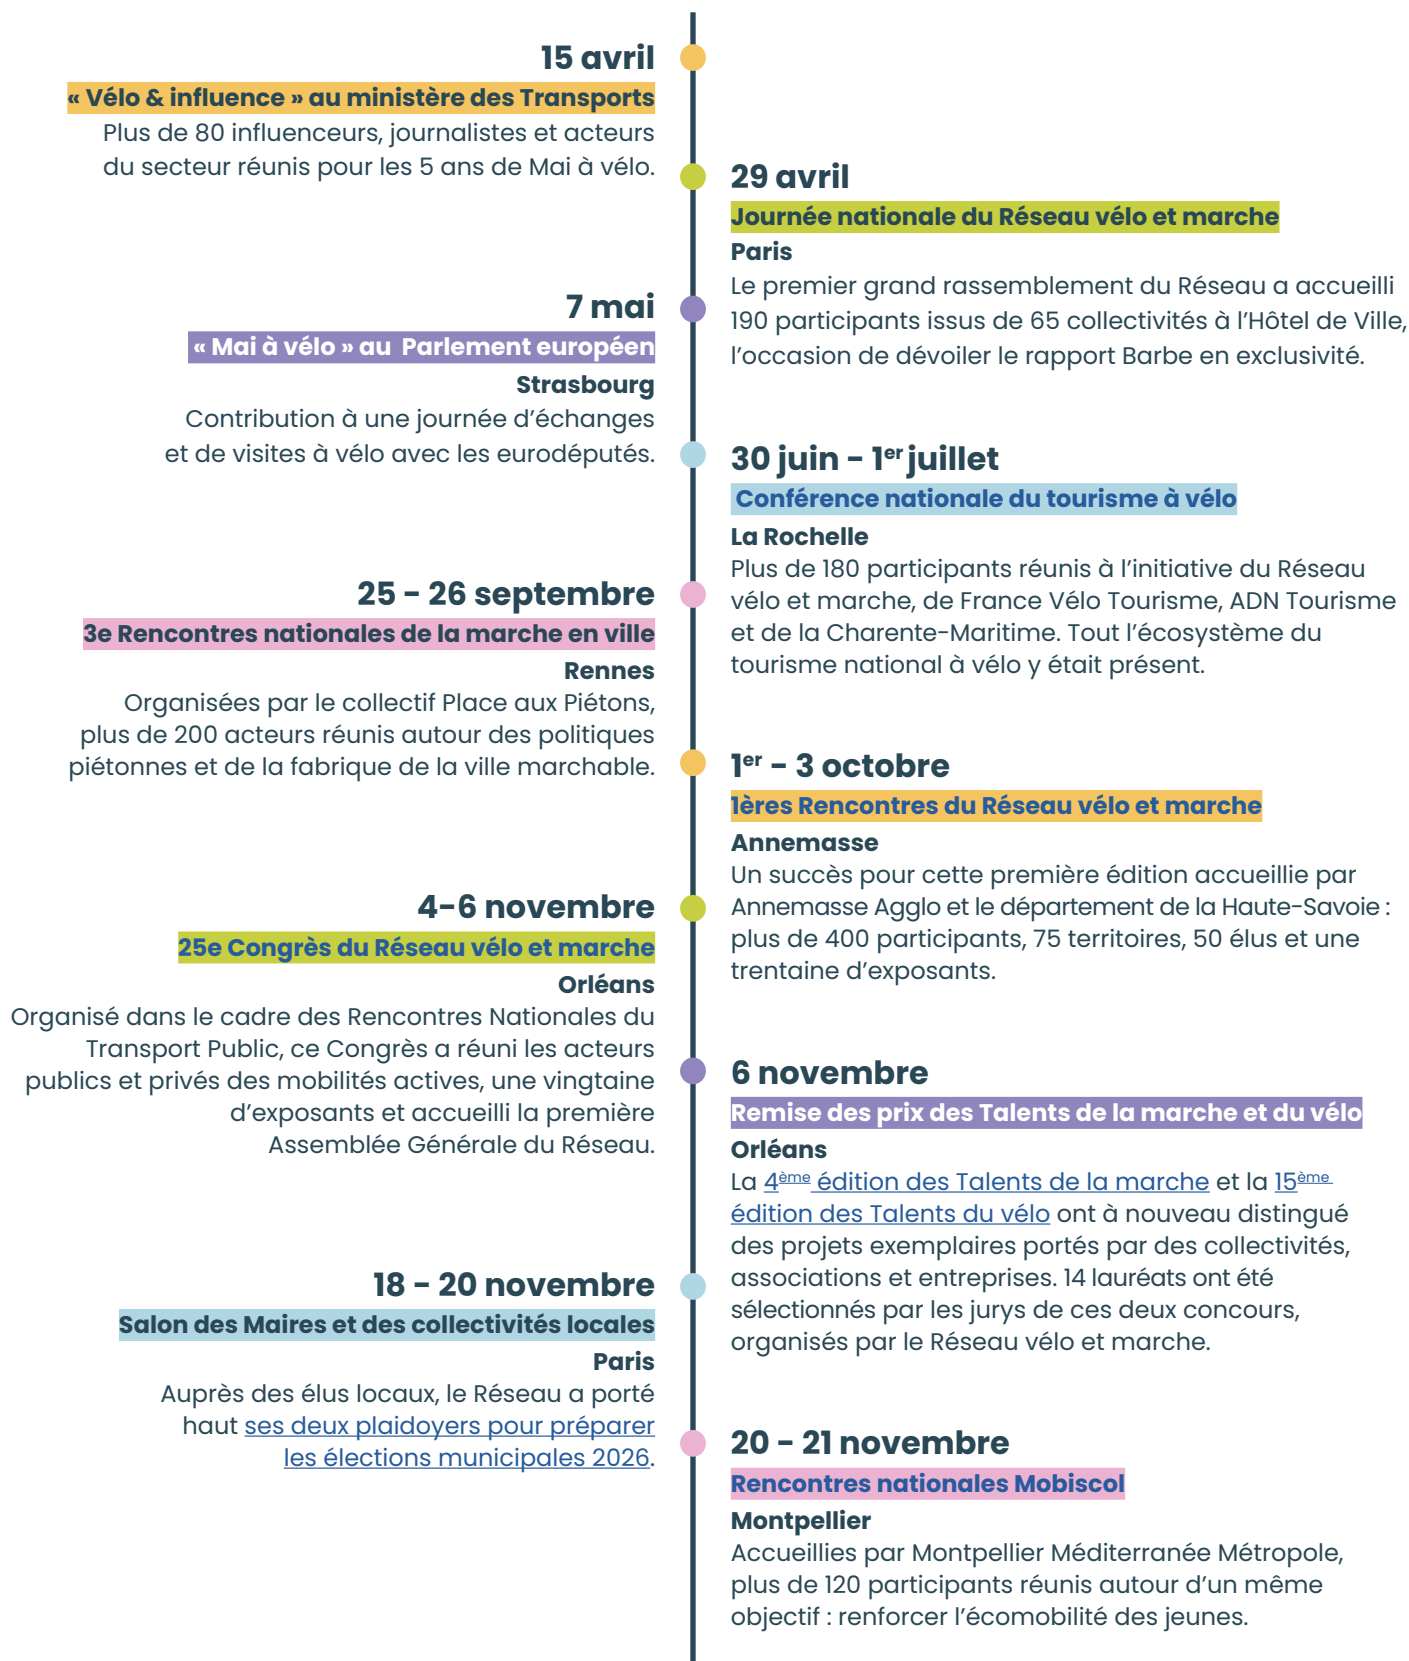 15 avril
« Vélo & influence » au ministère des Transports
Plus de 80 influenceurs, journalistes et acteurs
du secteur réunis pour les 5 ans de Mai à vélo.
29 avril
Journée nationale du Réseau vélo et marche
Paris
Le premier grand rassemblement du Réseau a accueilli
190 participants issus de 65 collectivités à l’Hôtel de Ville,
l’occasion de dévoiler le rapport Barbe en exclusivité.
7 mai
« Mai à vélo » au Parlement européen
Strasbourg
Contribution à une journée d’échanges
et de visites à vélo avec les eurodéputés.
30 juin - 1er juillet
Conférence nationale du tourisme à vélo
La Rochelle
Plus de 180 participants réunis à l’initiative du Réseau
vélo et marche, de France Vélo Tourisme, ADN Tourisme
et de la Charente-Maritime. Tout l’écosystème du
tourisme national à vélo y était présent.
25 - 26 septembre
3e Rencontres nationales de la marche en ville
Rennes
Organisées par le collectif Place aux Piétons,
plus de 200 acteurs réunis autour des politiques
piétonnes et de la fabrique de la ville marchable.
1er - 3 octobre
1ères Rencontres du Réseau vélo et marche
Annemasse
Un succès pour cette première édition accueillie par
Annemasse Agglo et le département de la Haute-Savoie :
plus de 400 participants, 75 territoires, 50 élus et une
trentaine d’exposants.
4-6 novembre
25e Congrès du Réseau vélo et marche
Orléans
Organisé dans le cadre des Rencontres Nationales du
Transport Public, ce Congrès a réuni les acteurs
publics et privés des mobilités actives, une vingtaine
d’exposants et accueilli la première
Assemblée Générale du Réseau.
6 novembre
Remise des prix des Talents de la marche et du vélo
Orléans
La 4ème édition des Talents de la marche et la 15ème
édition des Talents du vélo ont à nouveau distingué
des projets exemplaires portés par des collectivités,
associations et entreprises. 14 lauréats ont été
sélectionnés par les jurys de ces deux concours,
organisés par le Réseau vélo et marche.
18 - 20 novembre
Salon des Maires et des collectivités locales
Paris
Auprès des élus locaux, le Réseau a porté
haut ses deux plaidoyers pour préparer
les élections municipales 2026.
20 - 21 novembre
Rencontres nationales Mobiscol
Montpellier
Accueillies par Montpellier Méditerranée Métropole,
plus de 120 participants réunis autour d’un même
objectif : renforcer l’écomobilité des jeunes.